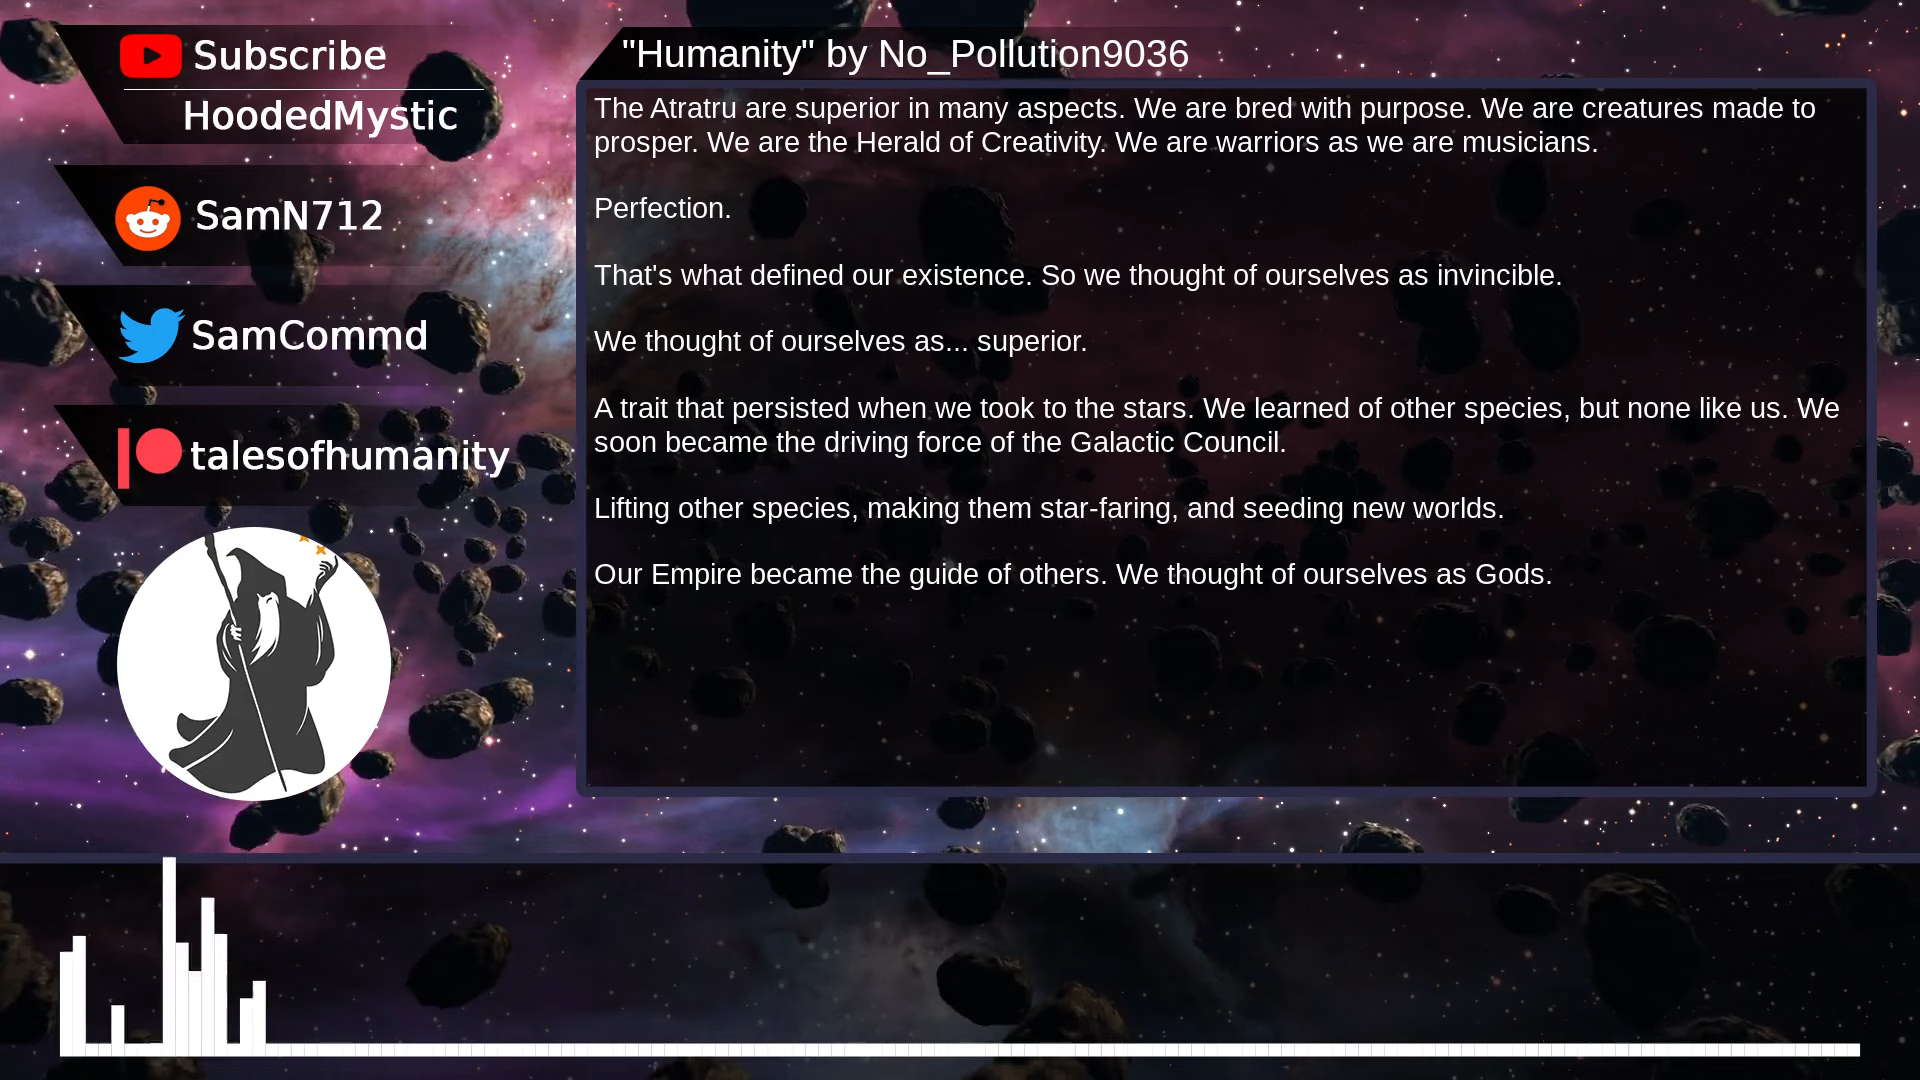 Subscribe
HoodedMystic
SamN712
SamCommd
talesofhumanity
"Humanity" by No_Pollution9036
The Atratru are superior in many aspects. We are bred with purpose. We are creatures made to
prosper. We are the Herald of Creativity. We are warriors as we are musicians.
Perfection.
That's what defined our existence. So we thought of ourselves as invincible.
We thought of ourselves as... superior.
A trait that persisted when we took to the stars. We learned of other species, but none like us. We
soon became the driving force of the Galactic Council.
Lifting other species, making them star-faring, and seeding new worlds.
Our Empire became the guide of others. We thought of ourselves as Gods.